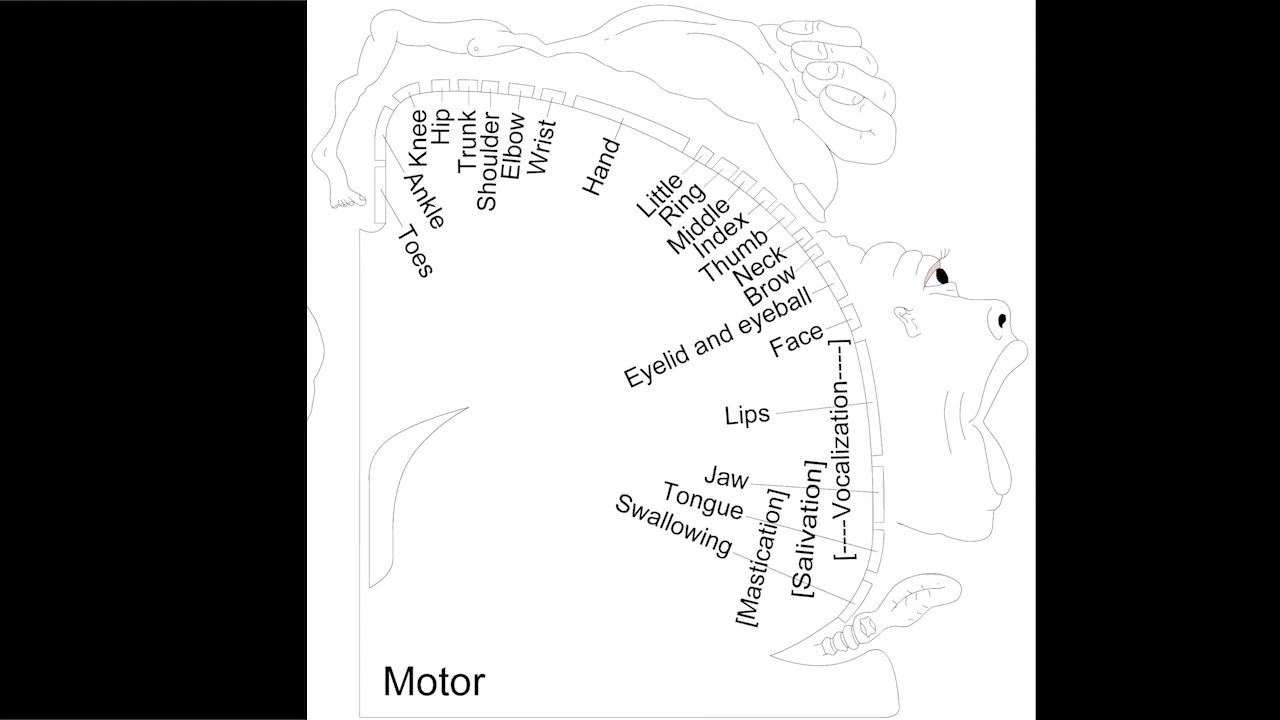 Toes
Ankle
Knee
Hip
Trunk
Shoulder
Elbow
Wrist
Hand
Little
Ring
Middle
Index
Thumb
Neck
Brow
Eyelid and eyeball
Face
Lips
Jaw
Tongue
Swallowing
[Mastication]
[Salivation]
[----Vocalization----]
Motor